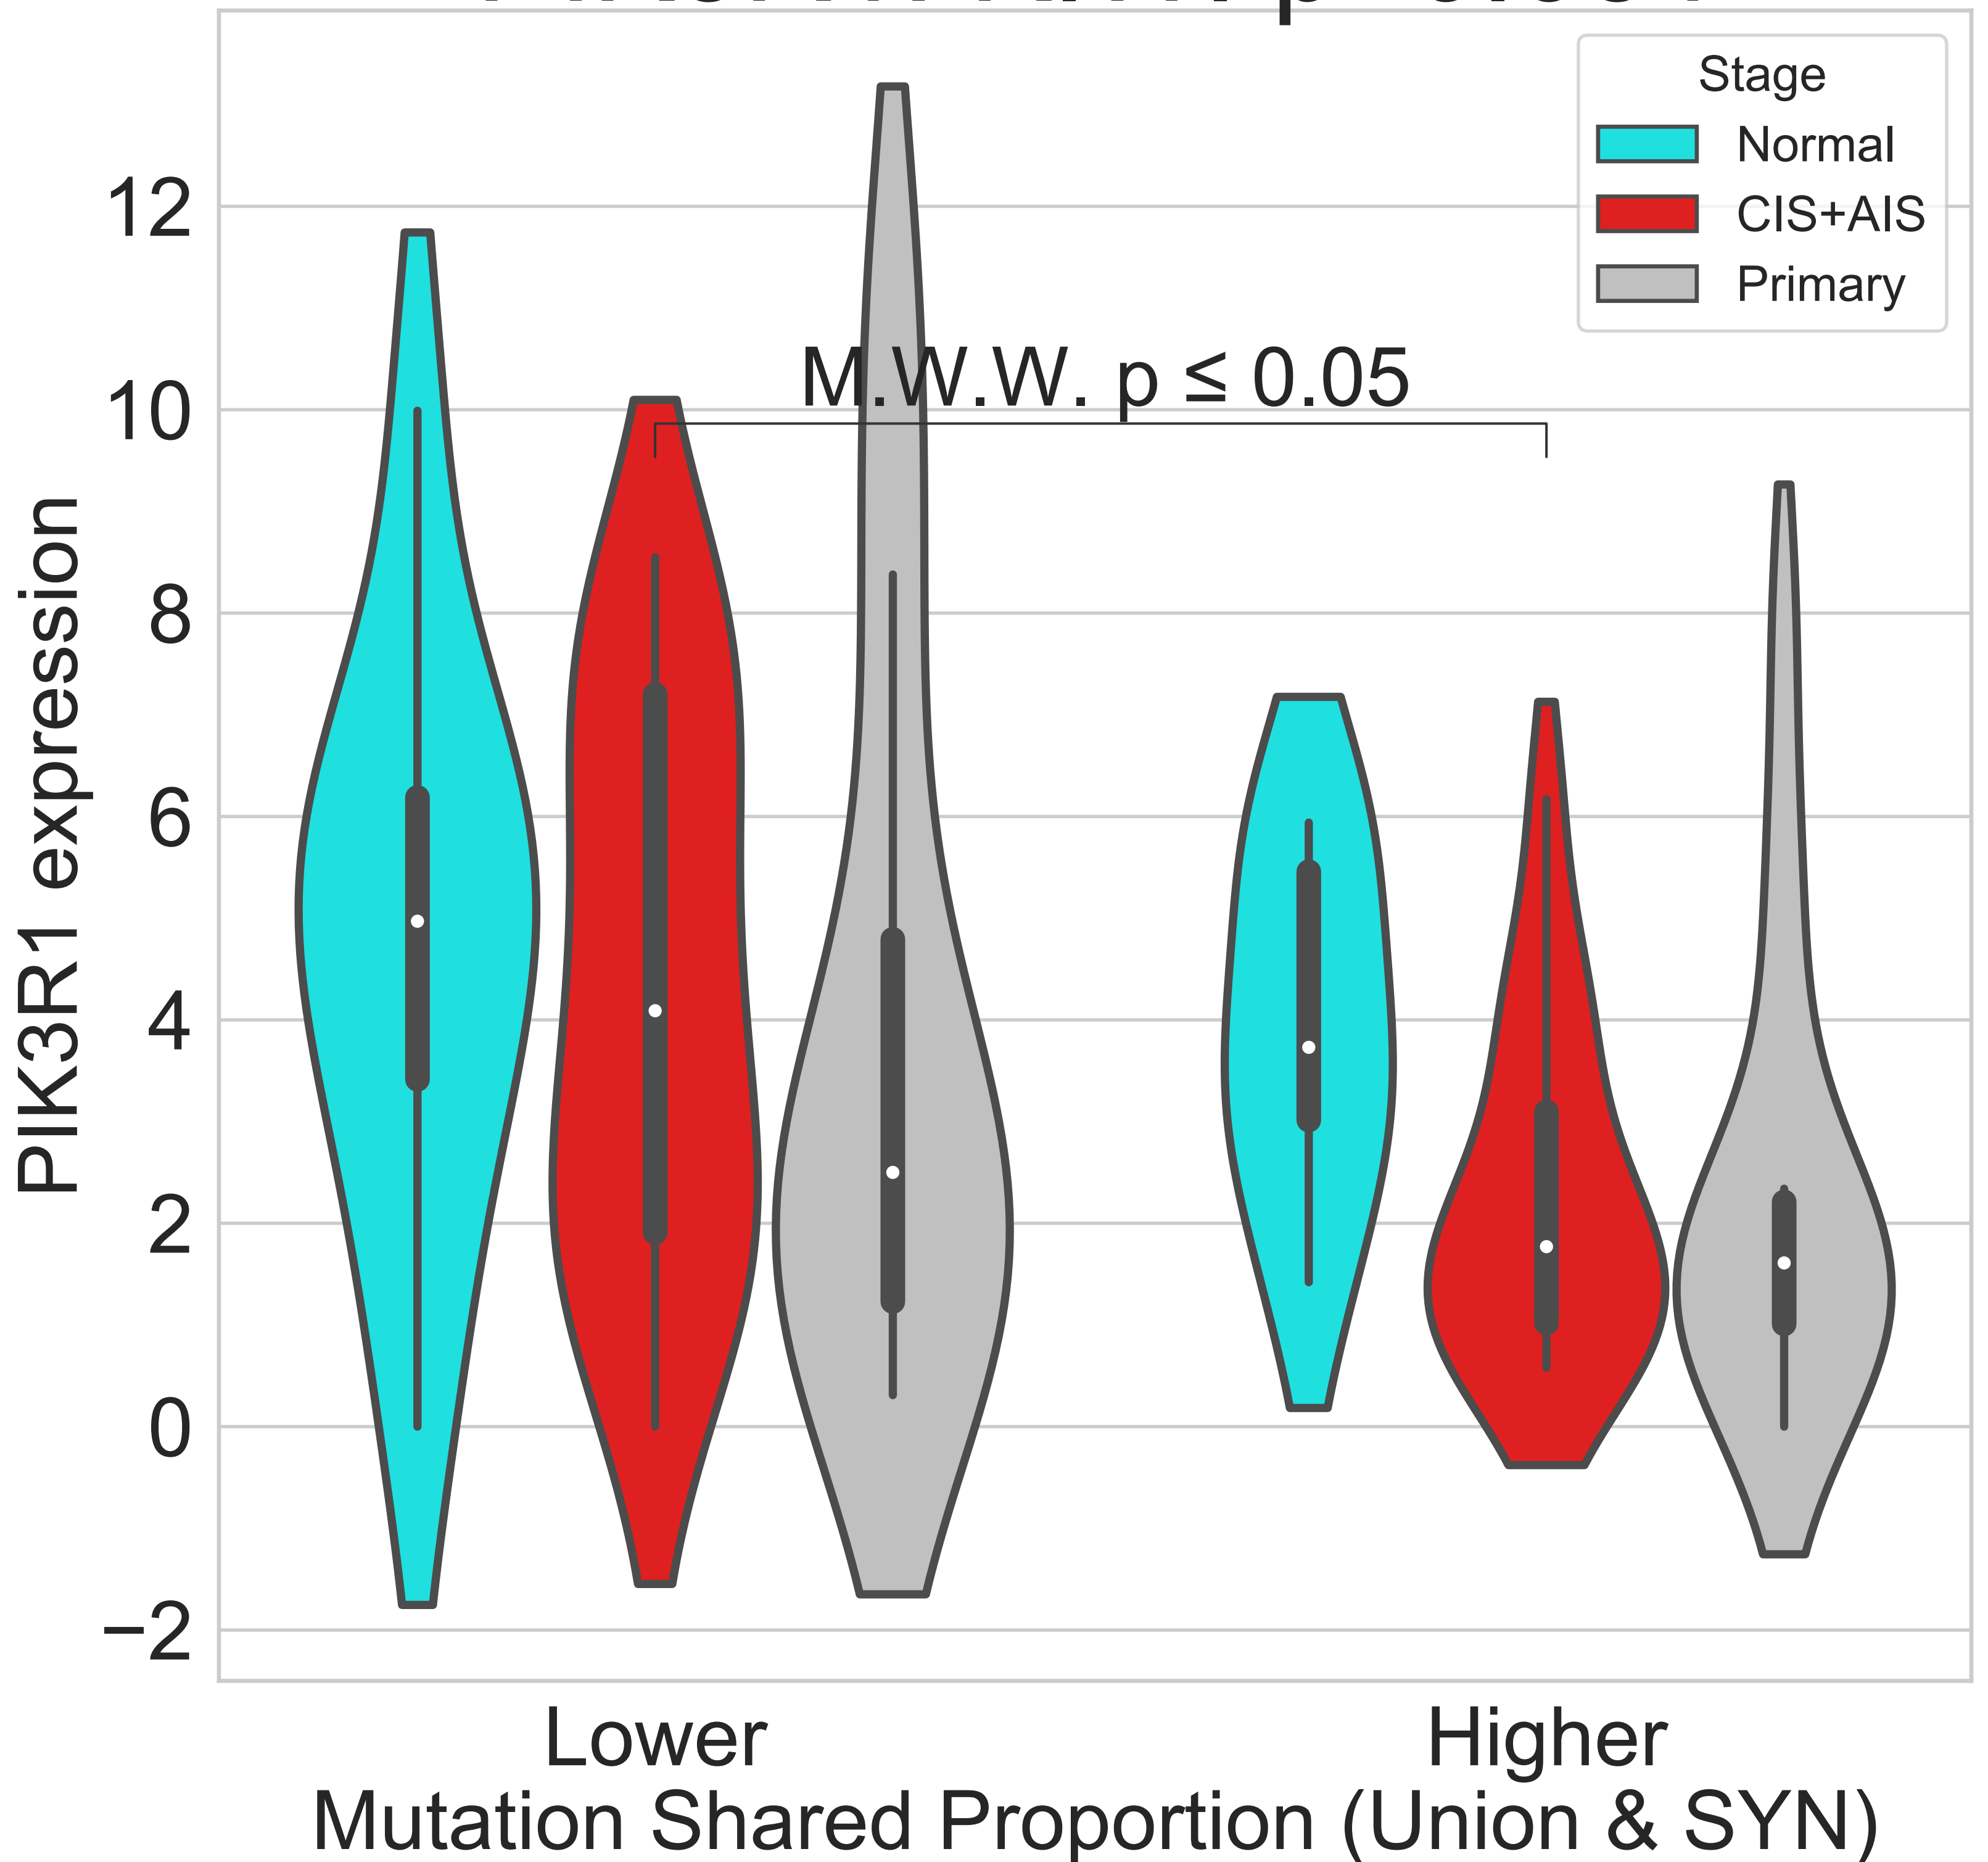 Stage
Normal
CIS+AIS
Primary
M.W.W. p ≤ 0.05
12
10
8
6
4
2
0
−2
PIK3R1 expression
Lower
Higher
Mutation Shared Proportion (Union & SYN)